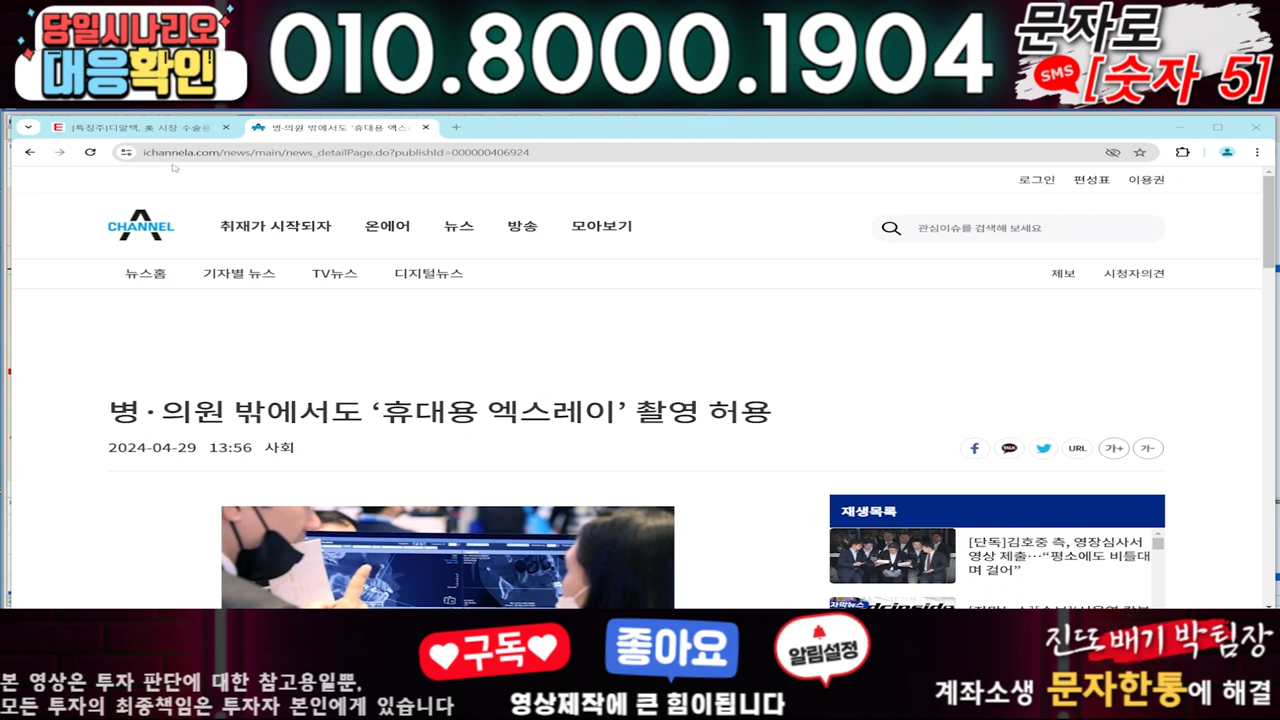 당일시나리오
대응확인
010.8000.1904
문자로
SMS
[숫자 5]
[특징주]디알텍, 美 시장 수술용
병·의원 밖에서도 ‘휴대용 엑스
ichannela.com/news/main/news_detailPage.do?publishId=000000406924
로그인 편성표 이용권
CHANNEL A
취재가 시작되자 온에어 뉴스 방송 모아보기
관심이슈를 검색해 보세요
뉴스홈 기자별 뉴스 TV뉴스 디지털뉴스
제보 시청자의견
병·의원 밖에서도 ‘휴대용 엑스레이’ 촬영 허용
2024-04-29 13:56 사회
TALK URL 가+ 가-
재생목록
[단독]김호중 측, 영장심사서
영상 제출…“평소에도 비틀대
며 걸어”
자막뉴스
dcinside
구독
좋아요
알림설정
진또배기 박팀장
본 영상은 투자 판단에 대한 참고용일뿐,
모든 투자의 최종책임은 투자자 본인에게 있습니다
영상제작에 큰 힘이됩니다
계좌소생 문자한통에 해결